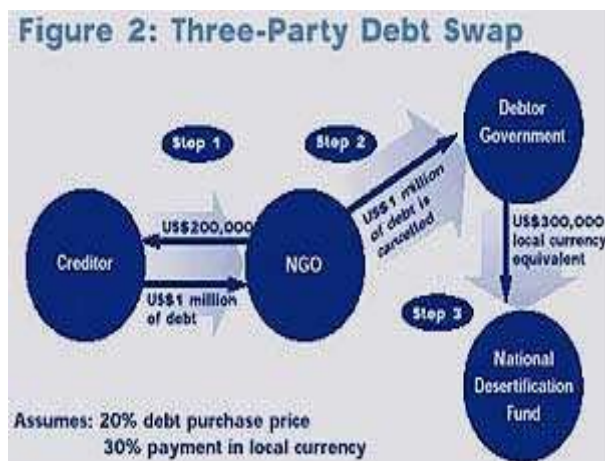 Figure 2: Three-Party Debt Swap
Debtor
Government
Step 1
Step 2
US$200,000
Creditor
NGO
US$1 million
of debt
US$1 million
of debt is
cancelled
US$300,000
local currency
equivalent
Step 3
National
Desertification
Fund
Assumes: 20% debt purchase price
30% payment in local currency